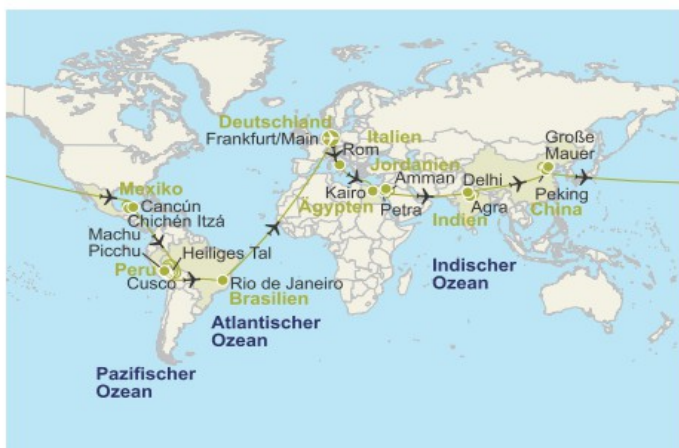 Deutschland
Frankfurt/Main
Italien
Rom
Große
Mauer
Jordanien
Amman
Delhi
Mexiko
Cancún
Chichén Itzá
Kairo
Ägypten
Petra
Indien
Agra
Peking
China
Machu
Picchu
Heiliges Tal
Peru
Cusco
Rio de Janeiro
Brasilien
Indischer
Ozean
Atlantischer
Ozean
Pazifischer
Ozean